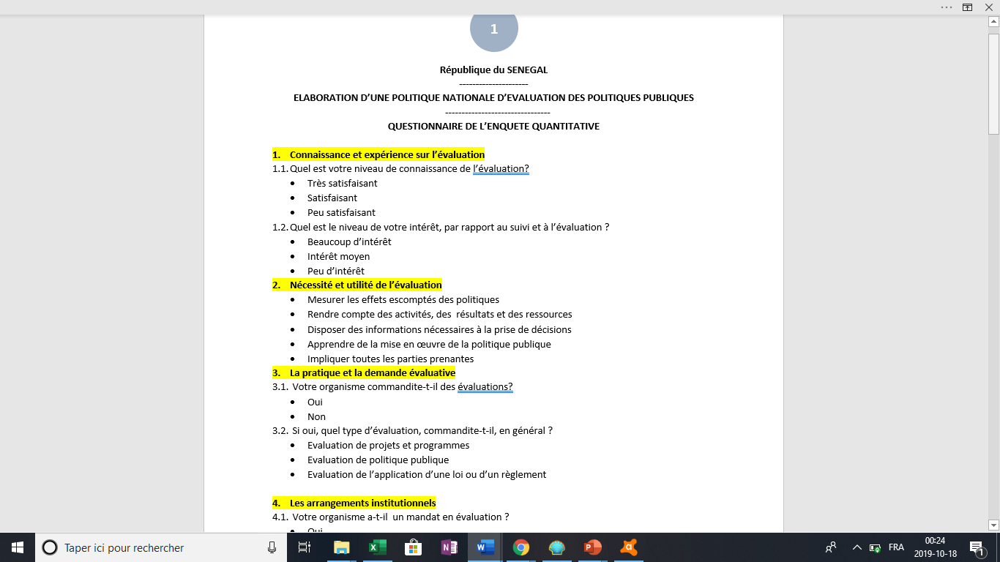 1
République du SENEGAL
---------------------
ELABORATION D’UNE POLITIQUE NATIONALE D’EVALUATION DES POLITIQUES PUBLIQUES
--------------------------------
QUESTIONNAIRE DE L’ENQUETE QUANTITATIVE
1. Connaissance et expérience sur l’évaluation
1.1. Quel est votre niveau de connaissance de l’évaluation?
• Très satisfaisant
• Satisfaisant
• Peu satisfaisant
1.2. Quel est le niveau de votre intérêt, par rapport au suivi et à l’évaluation ?
• Beaucoup d’intérêt
• Intérêt moyen
• Peu d’intérêt
2. Nécessité et utilité de l’évaluation
• Mesurer les effets escomptés des politiques
• Rendre compte des activités, des  résultats et des ressources
• Disposer des informations nécessaires à la prise de décisions
• Apprendre de la mise en œuvre de la politique publique
• Impliquer toutes les parties prenantes
3. La pratique et la demande évaluative
3.1. Votre organisme commandite-t-il des évaluations?
• Oui
• Non
3.2. Si oui, quel type d’évaluation, commandite-t-il, en général ?
• Evaluation de projets et programmes
• Evaluation de politique publique
• Evaluation de l’application d’une loi ou d’un règlement
4. Les arrangements institutionnels
4.1. Votre organisme a-t-il  un mandat en évaluation ?
• Oui
Taper ici pour rechercher
FRA
00:24
2019-10-18
1